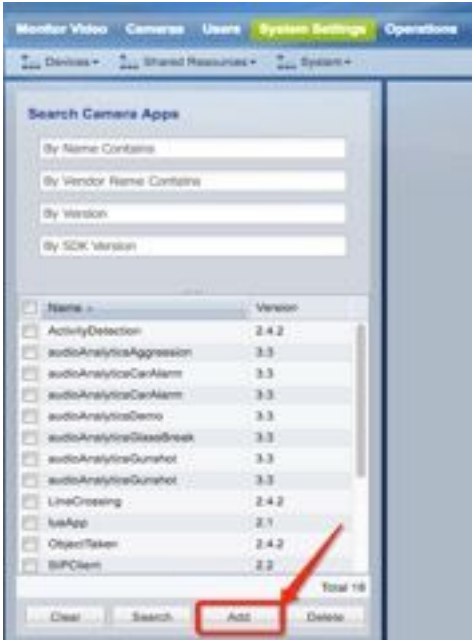 Monitor Video Cameras Users System Settings Operations
Devices Shared Resources System
Search Camera Apps
By Name Contains
By Vendor Name Contains
By Version
By SDK Version
Name Version
ActivityDetection 2.4.2
audioAnalyticsAggression 3.3
audioAnalyticsCarAlarm 3.3
audioAnalyticsCarAlarm 3.3
audioAnalyticsDemo 3.3
audioAnalyticsGlassBreak 3.3
audioAnalyticsGunshot 3.3
audioAnalyticsGunshot 3.3
LineCrossing 2.4.2
luaApp 2.1
ObjectTaken 2.4.2
SIPClient 2.2
Total 16
Clear Search Add Delete